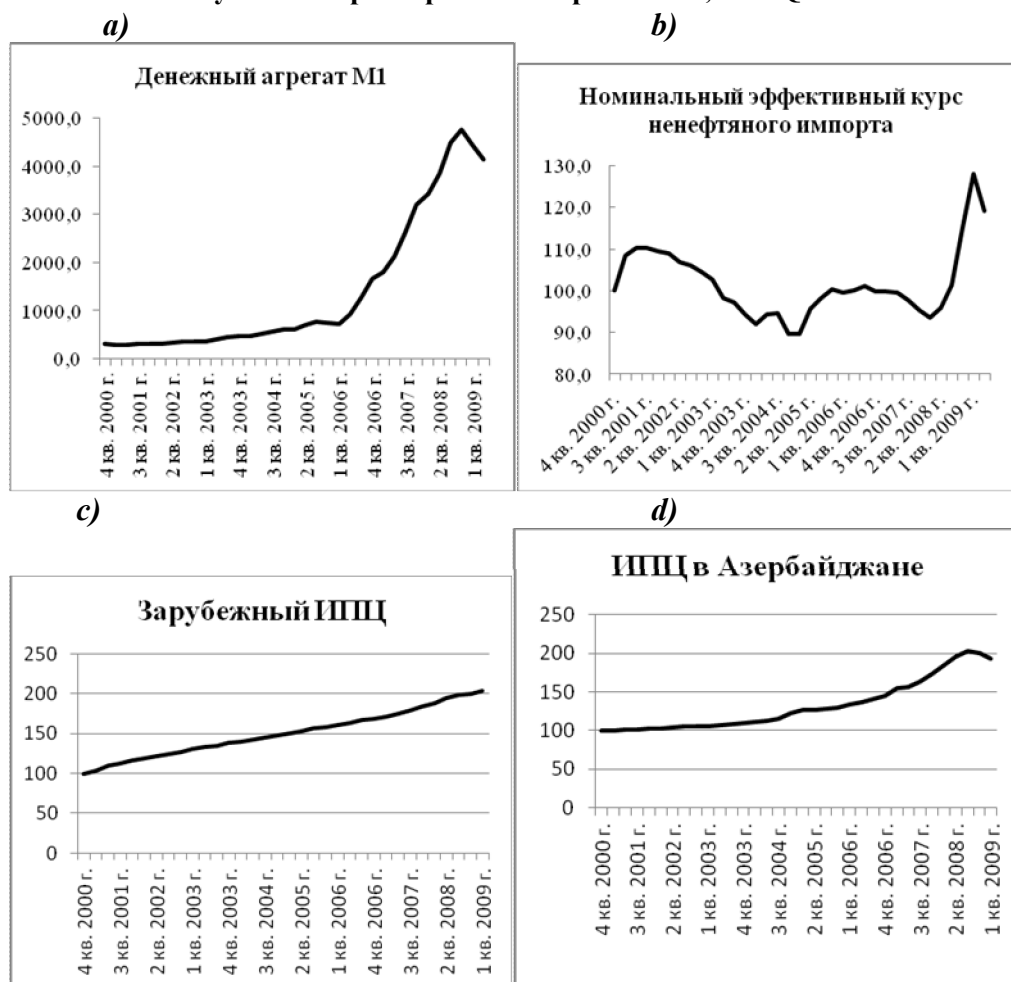 a)
b)
Денежный агрегат М1
5000,0
4000,0
3000,0
2000,0
1000,0
0,0
4 кв. 2000 г.
3 кв. 2001 г.
2 кв. 2002 г.
1 кв. 2003 г.
4 кв. 2003 г.
3 кв. 2004 г.
2 кв. 2005 г.
1 кв. 2006 г.
4 кв. 2006 г.
3 кв. 2007 г.
2 кв. 2008 г.
1 кв. 2009 г.
Номинальный эффективный курс
ненефтяного импорта
130,0
120,0
110,0
100,0
90,0
80,0
4 кв. 2000 г.
3 кв. 2001 г.
2 кв. 2002 г.
1 кв. 2003 г.
4 кв. 2003 г.
3 кв. 2004 г.
2 кв. 2005 г.
1 кв. 2006 г.
4 кв. 2006 г.
3 кв. 2007 г.
2 кв. 2008 г.
1 кв. 2009 г.
c)
d)
Зарубежный ИПЦ
250
200
150
100
50
0
4 кв. 2000 г.
3 кв. 2001 г.
2 кв. 2002 г.
1 кв. 2003 г.
4 кв. 2003 г.
3 кв. 2004 г.
2 кв. 2005 г.
1 кв. 2006 г.
4 кв. 2006 г.
3 кв. 2007 г.
2 кв. 2008 г.
1 кв. 2009 г.
ИПЦ в Азербайджане
250
200
150
100
50
0
4 кв. 2000 г.
3 кв. 2001 г.
2 кв. 2002 г.
1 кв. 2003 г.
4 кв. 2003 г.
3 кв. 2004 г.
2 кв. 2005 г.
1 кв. 2006 г.
4 кв. 2006 г.
3 кв. 2007 г.
2 кв. 2008 г.
1 кв. 2009 г.